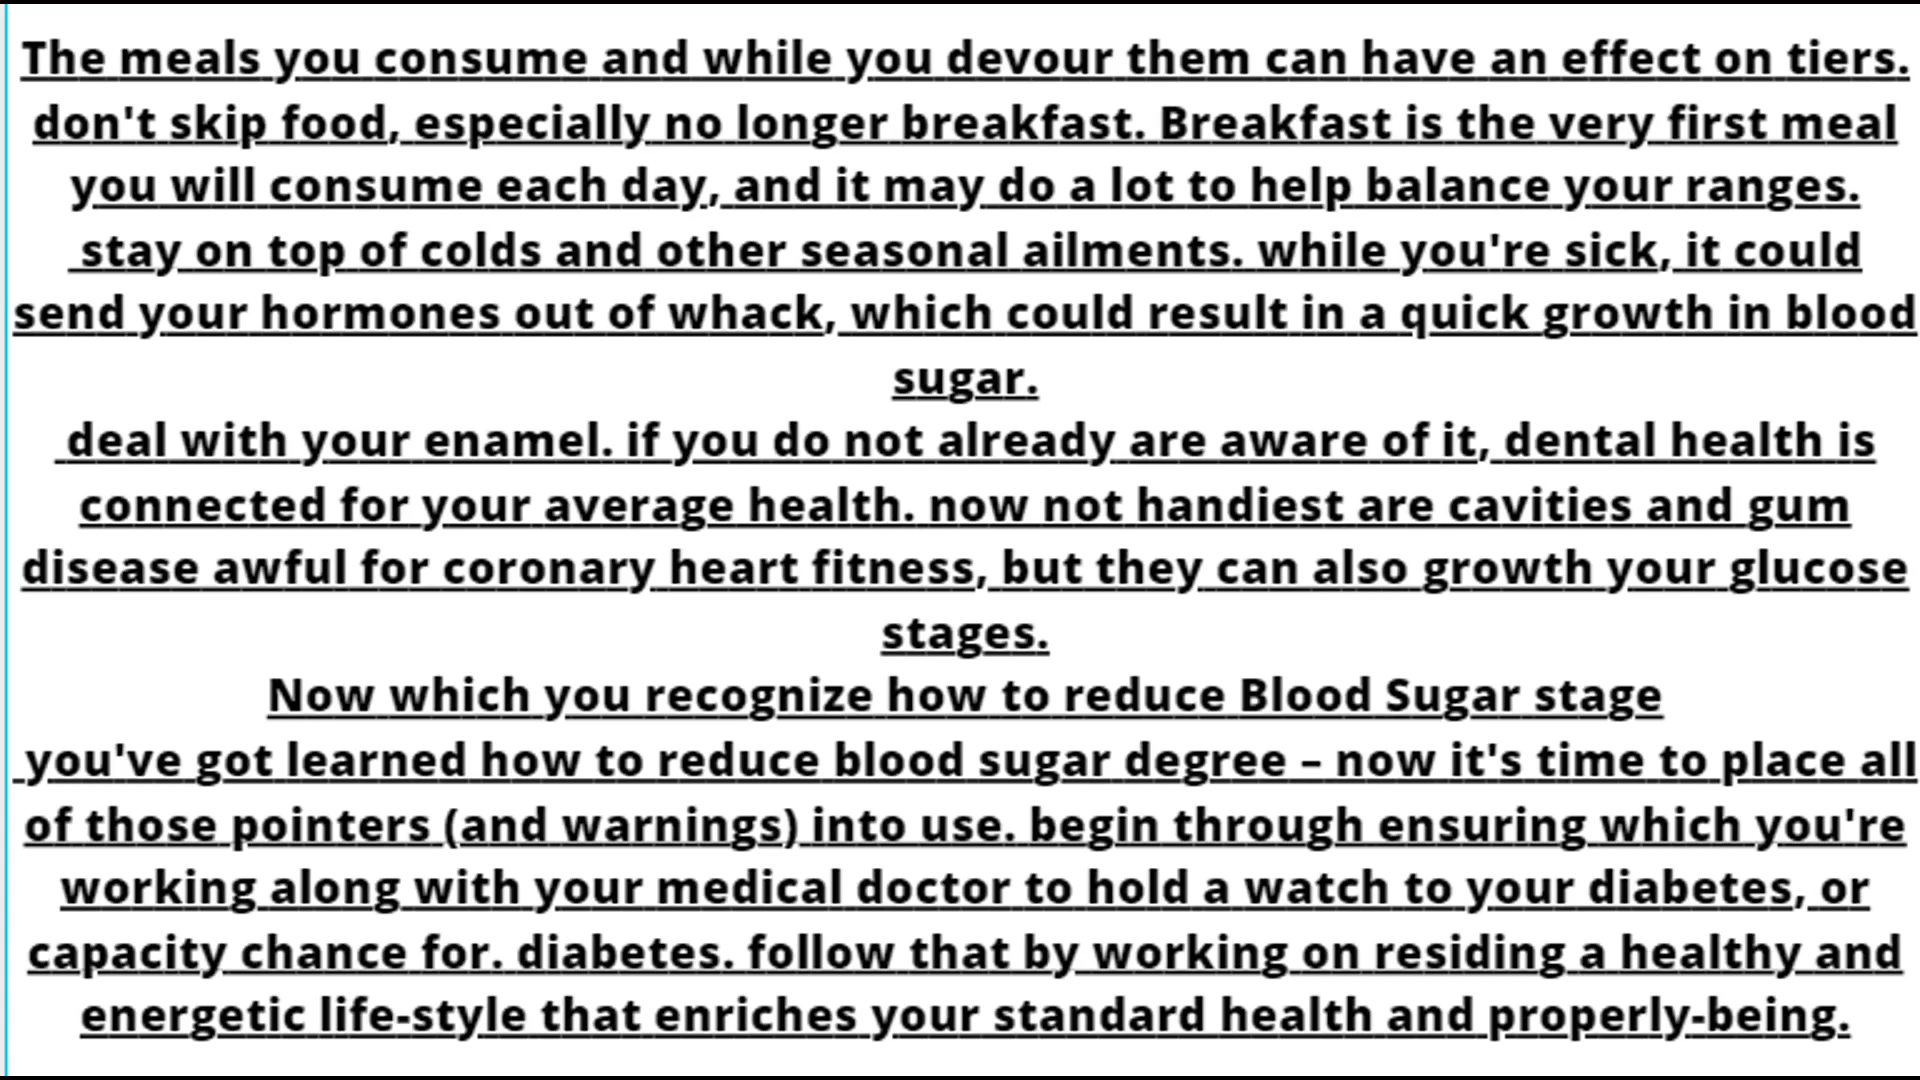 The meals you consume and while you devour them can have an effect on tiers.
don't skip food, especially no longer breakfast. Breakfast is the very first meal
you will consume each day, and it may do a lot to help balance your ranges.
stay on top of colds and other seasonal ailments. while you're sick, it could
send your hormones out of whack, which could result in a quick growth in blood
sugar.
deal with your enamel. if you do not already are aware of it, dental health is
connected for your average health. now not handiest are cavities and gum
disease awful for coronary heart fitness, but they can also growth your glucose
stages.
Now which you recognize how to reduce Blood Sugar stage
you've got learned how to reduce blood sugar degree – now it's time to place all
of those pointers (and warnings) into use. begin through ensuring which you're
working along with your medical doctor to hold a watch to your diabetes, or
capacity chance for. diabetes. follow that by working on residing a healthy and
energetic life-style that enriches your standard health and properly-being.